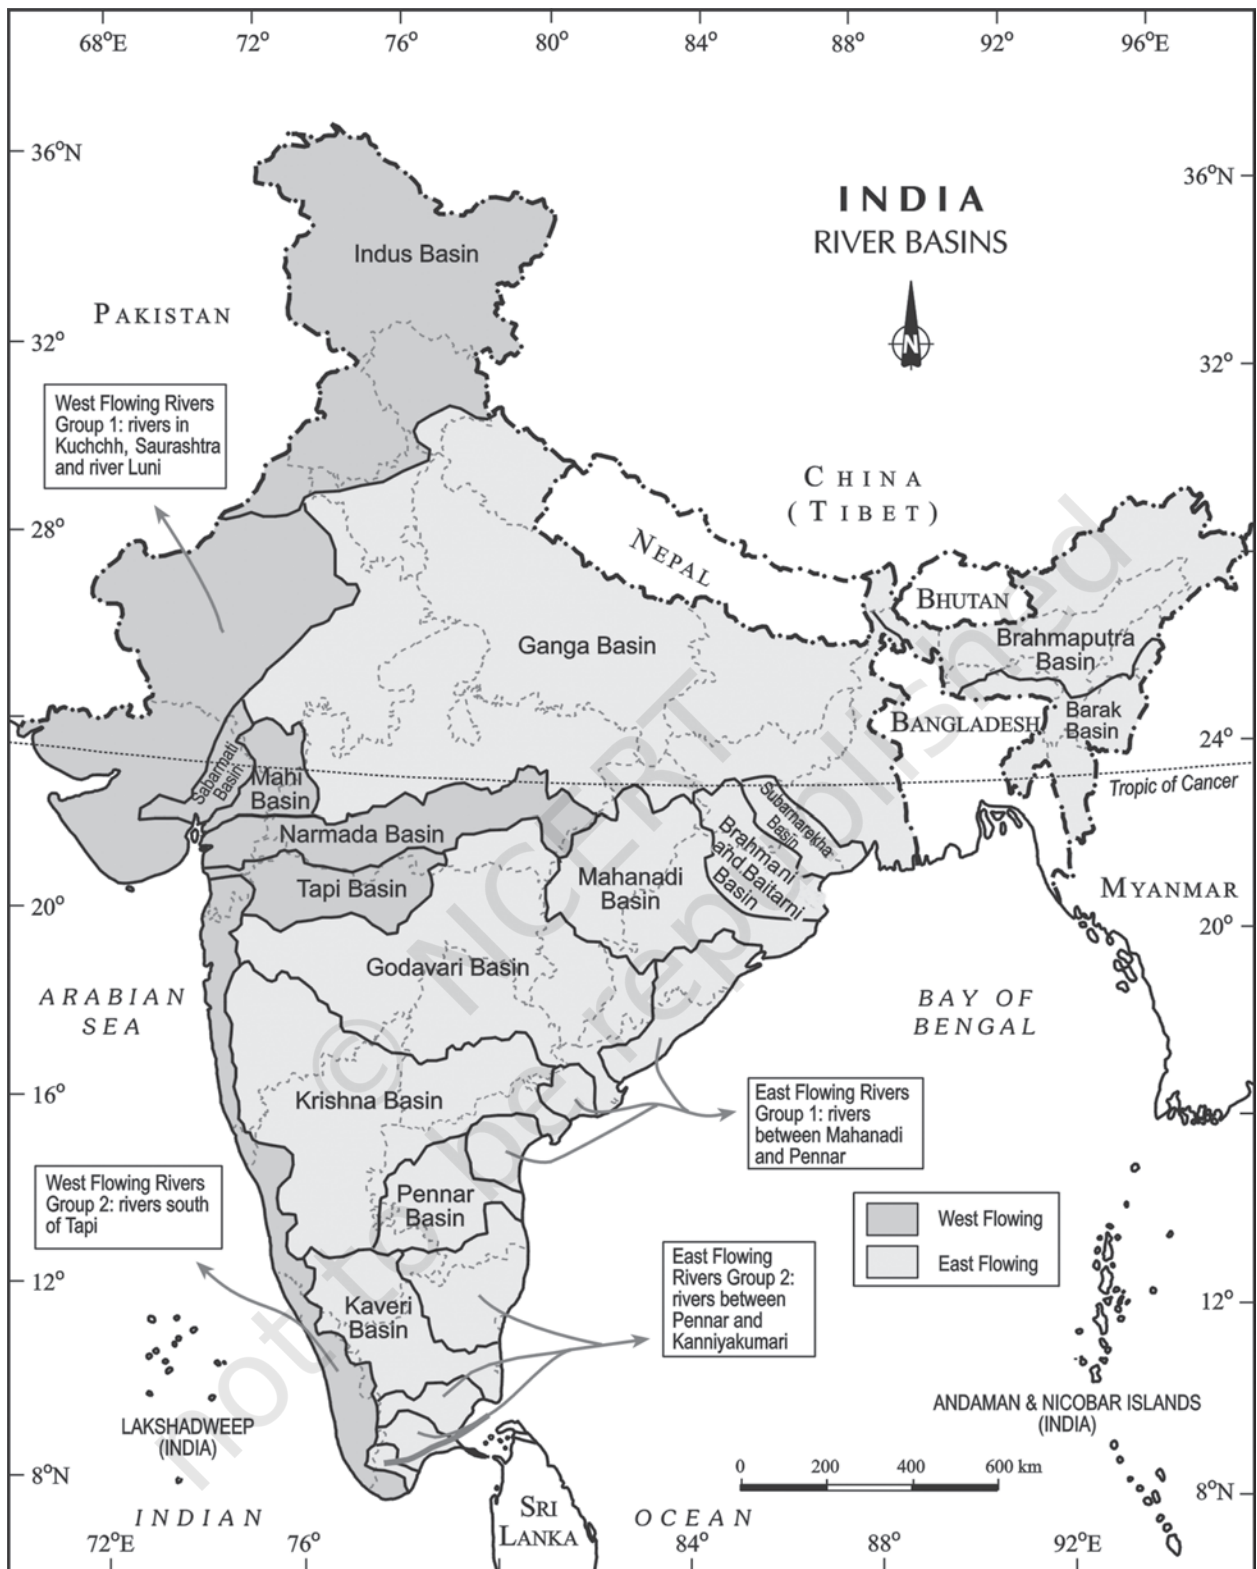 68°E 72° 76° 80° 84° 88° 92° 96°E
36°N
36°N
INDIA
RIVER BASINS
N
Indus Basin
PAKISTAN
32°
32°
West Flowing Rivers
Group 1: rivers in
Kuchchh, Saurashtra
and river Luni
CHINA
(TIBET)
28°
NEPAL
BHUTAN
Brahmaputra
Basin
Ganga Basin
BANGLADESH
Barak
Basin
24°
Tropic of Cancer
Sabarmati
Basin
Mahi
Basin
Subarnarekha
Basin
Narmada Basin
Brahmani
and Baitarni
Basin
Tapi Basin
Mahanadi
Basin
MYANMAR
20°
20°
Godavari Basin
ARABIAN
SEA
BAY OF
BENGAL
16°
Krishna Basin
East Flowing Rivers
Group 1: rivers
between Mahanadi
and Pennar
West Flowing Rivers
Group 2: rivers south
of Tapi
Pennar
Basin
West Flowing
East Flowing
East Flowing
Rivers Group 2:
rivers between
Pennar and
Kanniyakumari
12°
12°
Kaveri
Basin
LAKSHADWEEP
(INDIA)
ANDAMAN & NICOBAR ISLANDS
(INDIA)
8°N
8°N
0 200 400 600 km
SRI
LANKA
INDIAN OCEAN
72°E 76° 84° 88° 92°E
© NCERT
not to be republished